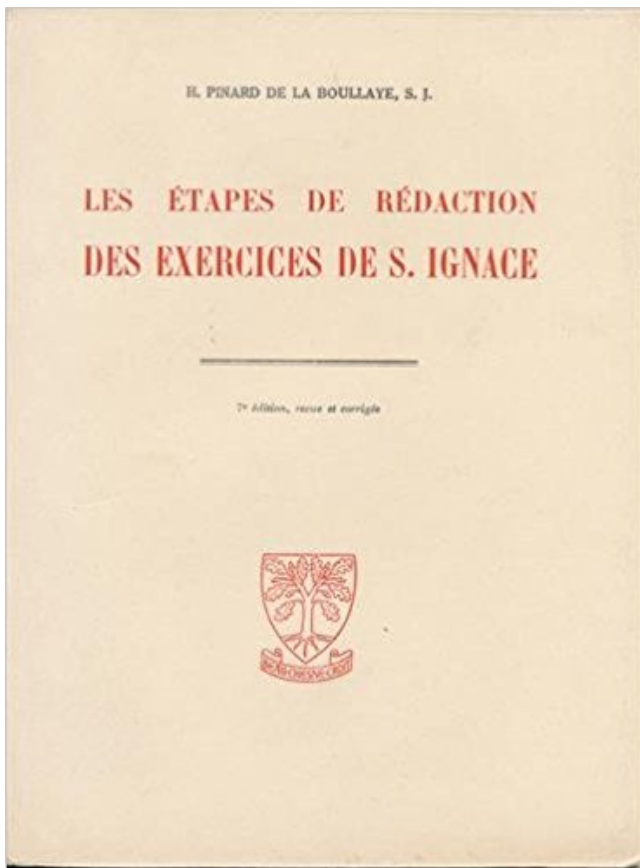 H. PINARD DE LA BOULLAYE, S. J.
LES ÉTAPES DE RÉDACTION
DES EXERCICES DE S. IGNACE
7e édition, revue et corrigée